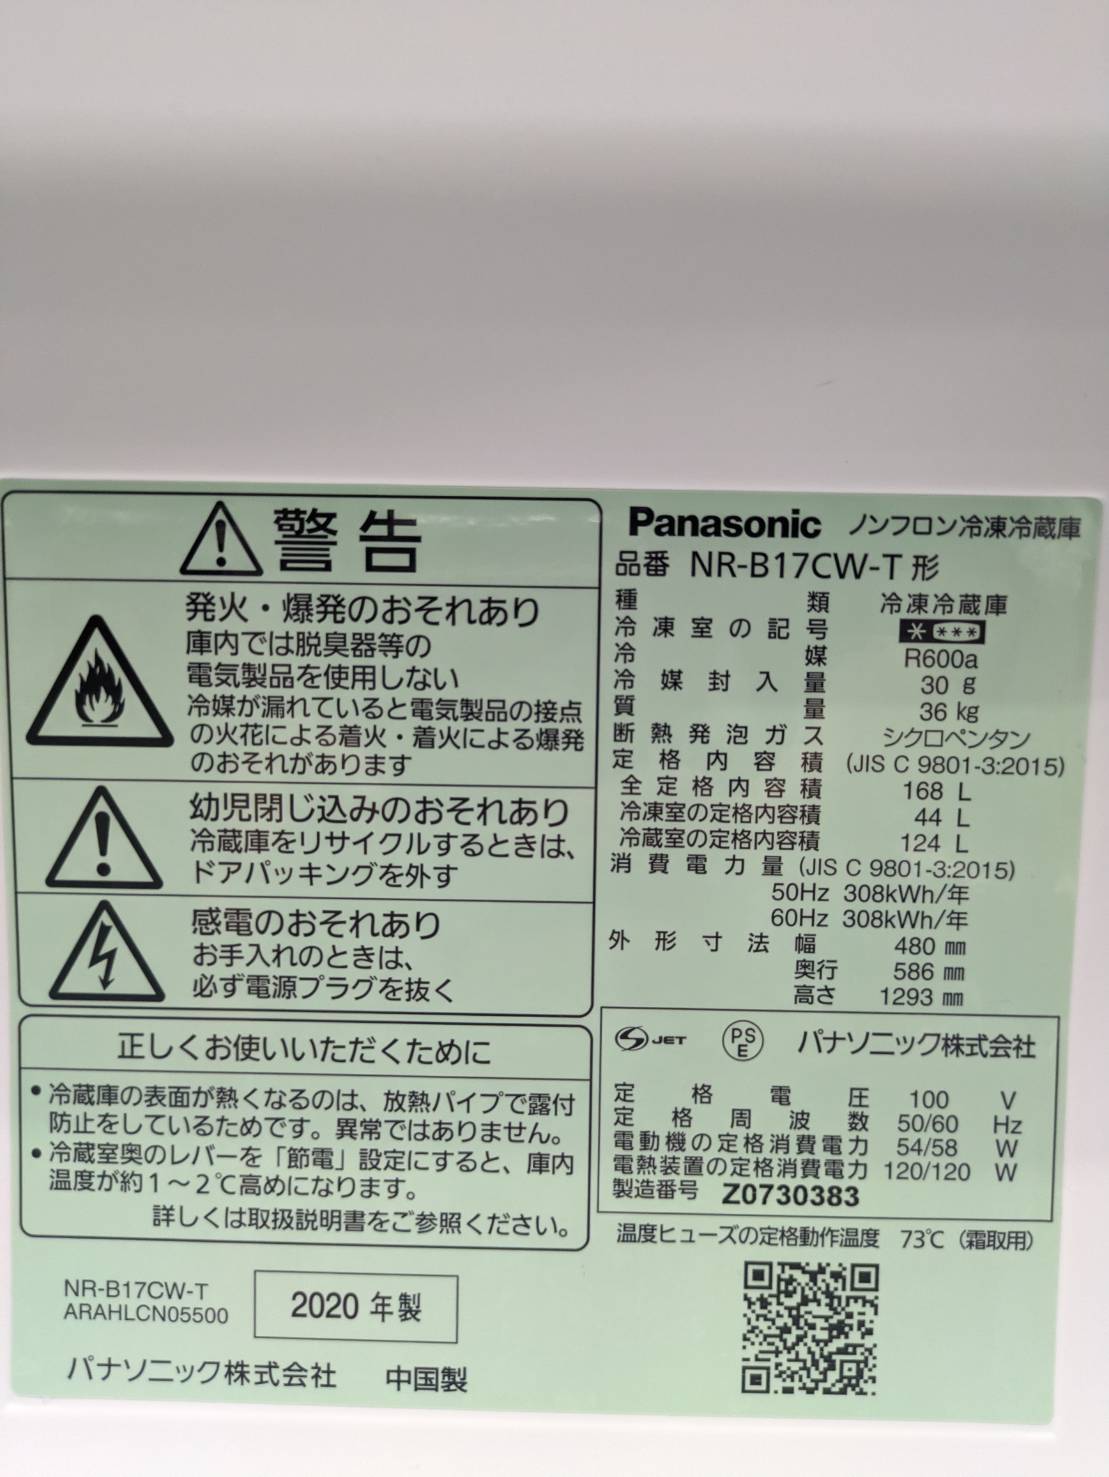 警告
発火・爆発のおそれあり
庫内では脱臭器等の
電気製品を使用しない
冷媒が漏れていると電気製品の接点
の火花による着火・着火による爆発
のおそれがあります
幼児閉じ込みのおそれあり
冷蔵庫をリサイクルするときは、
ドアパッキングを外す
感電のおそれあり
お手入れのときは、
必ず電源プラグを抜く
正しくお使いいただくために
•冷蔵庫の表面が熱くなるのは、放熱パイプで露付
防止をしているためです。異常ではありません。
•冷蔵室奥のレバーを「節電」設定にすると、庫内
温度が約1～2℃高めになります。
詳しくは取扱説明書をご参照ください。
NR-B17CW-T
ARAHLCN05500
2020 年製
パナソニック株式会社 中国製
Panasonic ノンフロン冷凍冷蔵庫
品番 NR-B17CW-T 形
種類 冷凍冷蔵庫
冷凍室の記号 * ***
冷媒 R600a
冷媒封入量 30 g
質量 36 kg
断熱発泡ガス シクロペンタン
定格内容積 (JIS C 9801-3:2015)
全定格内容積 168 L
冷凍室の定格内容積 44 L
冷蔵室の定格内容積 124 L
消費電力量 (JIS C 9801-3:2015)
50Hz 308kWh/年
60Hz 308kWh/年
外形寸法 幅 480 mm
奥行 586 mm
高さ 1293 mm
JET PSE パナソニック株式会社
定格電圧 100 V
定格周波数 50/60 Hz
電動機の定格消費電力 54/58 W
電熱装置の定格消費電力 120/120 W
製造番号 Z0730383
温度ヒューズの定格動作温度 73℃（霜取用）